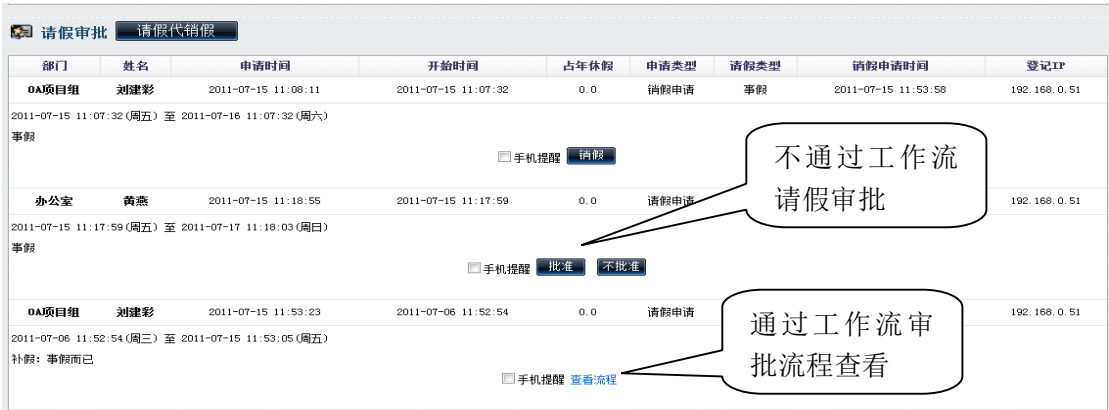 请假审批 请假代销假
部门 姓名 申请时间 开始时间 占年休假 申请类型 请假类型 销假申请时间 登记IP
OA项目组 刘建彩 2011-07-15 11:08:11 2011-07-15 11:07:32 0.0 销假申请 事假 2011-07-15 11:53:58 192.168.0.51
2011-07-15 11:07:32(周五) 至 2011-07-16 11:07:32(周六)
事假
手机提醒 销假
不通过工作流
请假审批
办公室 黄燕 2011-07-15 11:18:55 2011-07-15 11:17:59 0.0 请假申请 192.168.0.51
2011-07-15 11:17:59(周五) 至 2011-07-17 11:18:03(周日)
事假
手机提醒 批准 不批准
OA项目组 刘建彩 2011-07-15 11:53:23 2011-07-06 11:52:54 0.0 请假申请 192.168.0.51
通过工作流审
批流程查看
2011-07-06 11:52:54(周三) 至 2011-07-15 11:53:05(周五)
补假：事假而已
手机提醒 查看流程